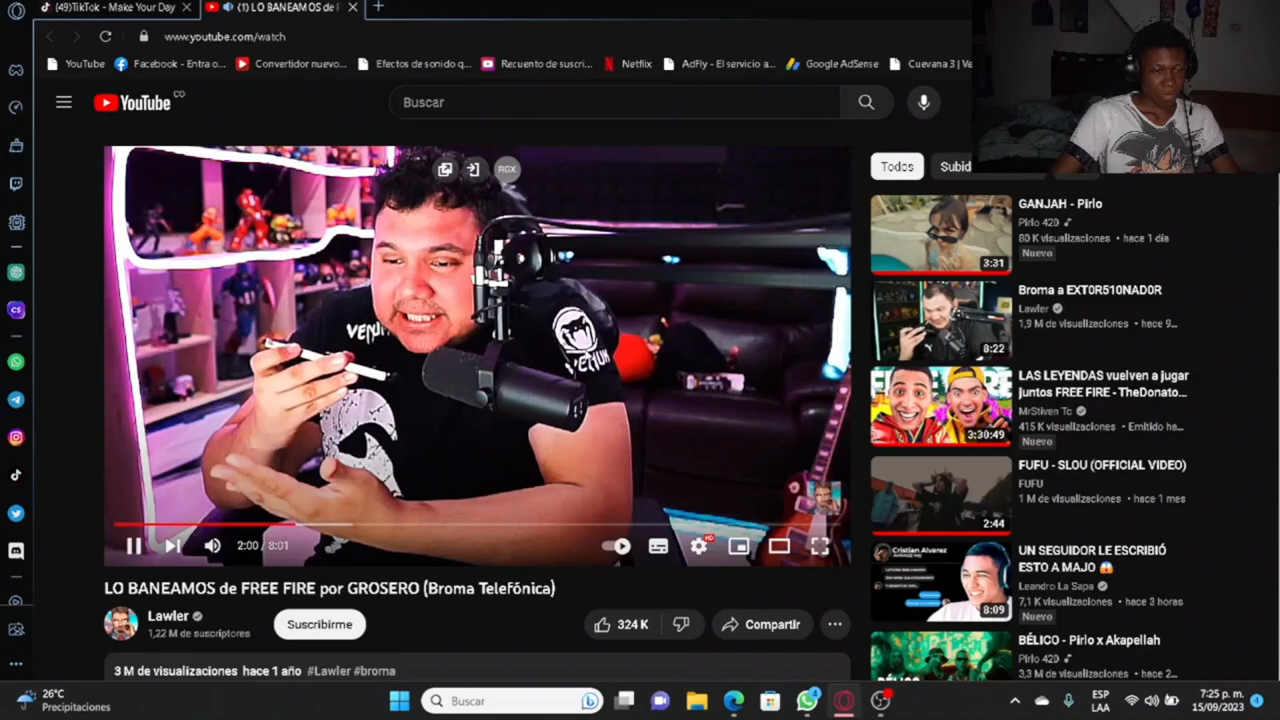 (49)TikTok - Make Your Day
(1) LO BANEAMOS de F
www.youtube.com/watch
YouTube
Facebook - Entra o...
Convertidor nuevo...
Efectos de sonido q...
Recuento de suscri...
Netflix
AdFly - El servicio a...
Google AdSense
Cuevana 3 | Ve
YouTube CO
Buscar
RGX
VENUM
Todos
Subid
GANJAH - Pirlo
Pirlo 420
80 K visualizaciones • hace 1 día
Nuevo
3:31
Broma a EXT0R510NAD0R
Lawler
1,9 M de visualizaciones • hace 9...
8:22
LAS LEYENDAS vuelven a jugar
juntos FREE FIRE - TheDonato...
MrStiven Tc
415 K visualizaciones • Emitido ha...
Nuevo
3:30:49
FUFU - SLOU (OFFICIAL VIDEO)
FUFU
1 M de visualizaciones • hace 1 mes
2:44
Cristian Alvarez
UN SEGUIDOR LE ESCRIBIÓ
ESTO A MAJO 😱
Leandro La Sapa
7,1 K visualizaciones • hace 3 horas
Nuevo
8:09
BÉLICO - Pirlo x Akapellah
Pirlo 420
3,3 M de visualizaciones • hace 2...
2:00 / 8:01
HD
LO BANEAMOS de FREE FIRE por GROSERO (Broma Telefónica)
Lawler
1,22 M de suscriptores
Suscribirme
324 K
Compartir
3 M de visualizaciones hace 1 año #Lawler #broma
26°C
Precipitaciones
Buscar
4
ESP
LAA
7:25 p. m.
15/09/2023
4